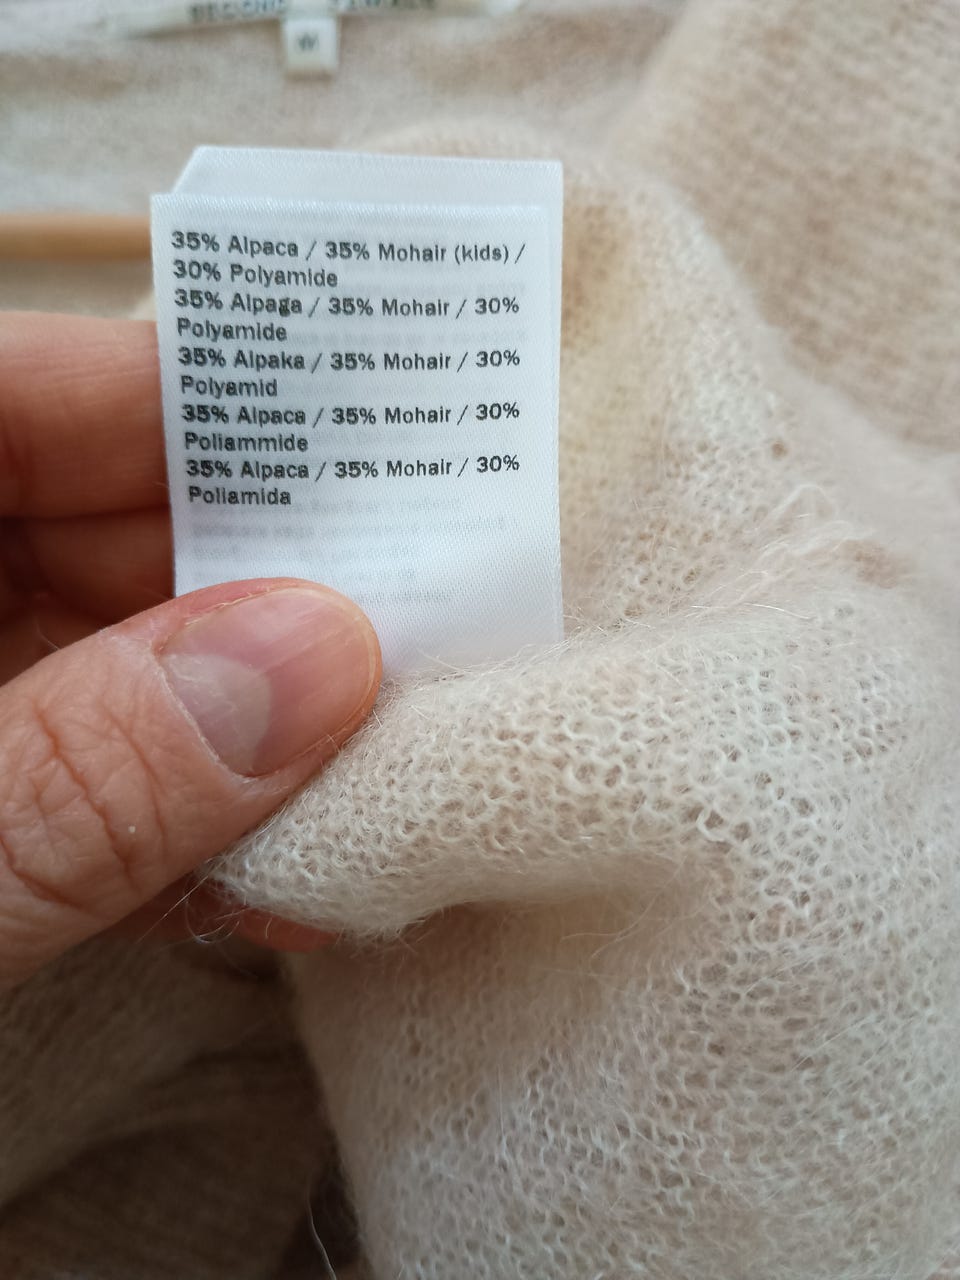 SECOND
35% Alpaca / 35% Mohair (kids) /
30% Polyamide
35% Alpaga / 35% Mohair / 30%
Polyamide
35% Alpaka / 35% Mohair / 30%
Polyamid
35% Alpaca / 35% Mohair / 30%
Poliammide
35% Alpaca / 35% Mohair / 30%
Poliamida